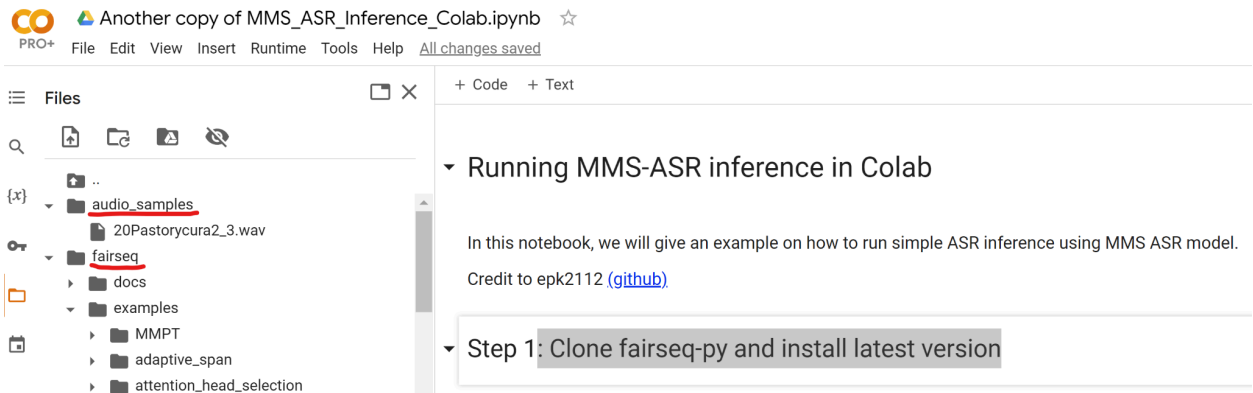 Another copy of MMS_ASR_Inference_Colab.ipynb
PRO+
File Edit View Insert Runtime Tools Help All changes saved
Files
+ Code + Text
..
{x}
audio_samples
20Pastorycura2_3.wav
fairseq
docs
examples
MMPT
adaptive_span
attention_head_selection
Running MMS-ASR inference in Colab
In this notebook, we will give an example on how to run simple ASR inference using MMS ASR model.
Credit to epk2112 (github)
Step 1: Clone fairseq-py and install latest version